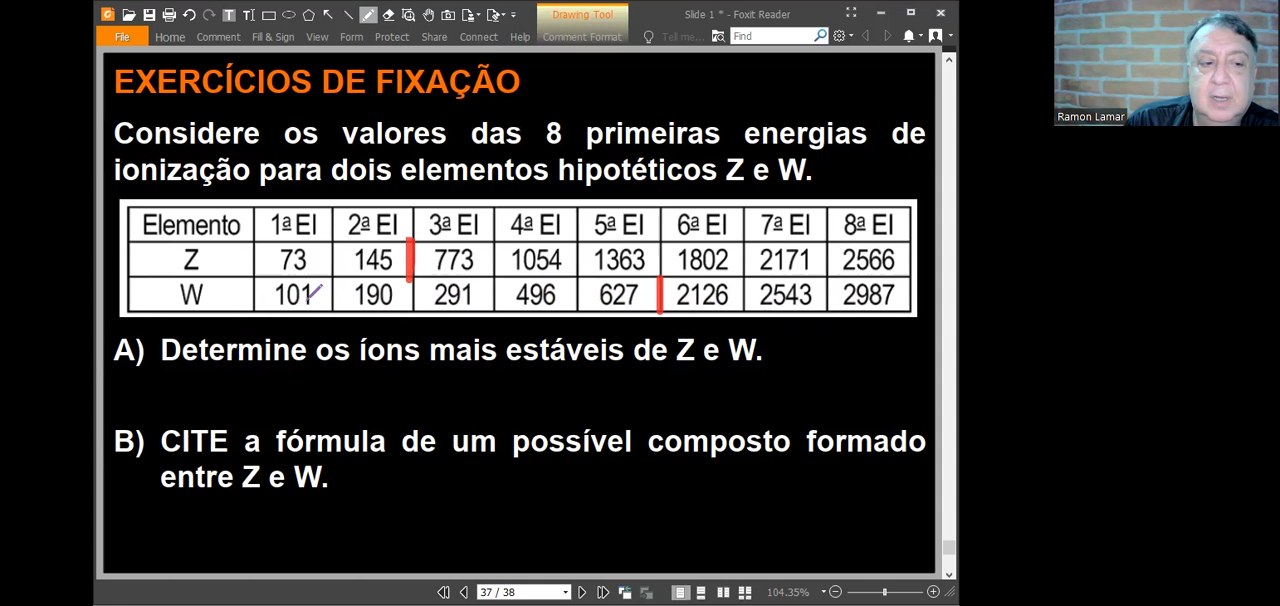 Drawing Tool
Slide 1 * - Foxit Reader
File Home Comment Fill & Sign View Form Protect Share Connect Help Comment Format Tell me... Find
EXERCÍCIOS DE FIXAÇÃO
Considere os valores das 8 primeiras energias de
ionização para dois elementos hipotéticos Z e W.
Elemento 1ª EI 2ª EI 3ª EI 4ª EI 5ª EI 6ª EI 7ª EI 8ª EI
Z 73 145 773 1054 1363 1802 2171 2566
W 101 190 291 496 627 2126 2543 2987
A) Determine os íons mais estáveis de Z e W.
B) CITE a fórmula de um possível composto formado
entre Z e W.
37 / 38
104.35%
Ramon Lamar